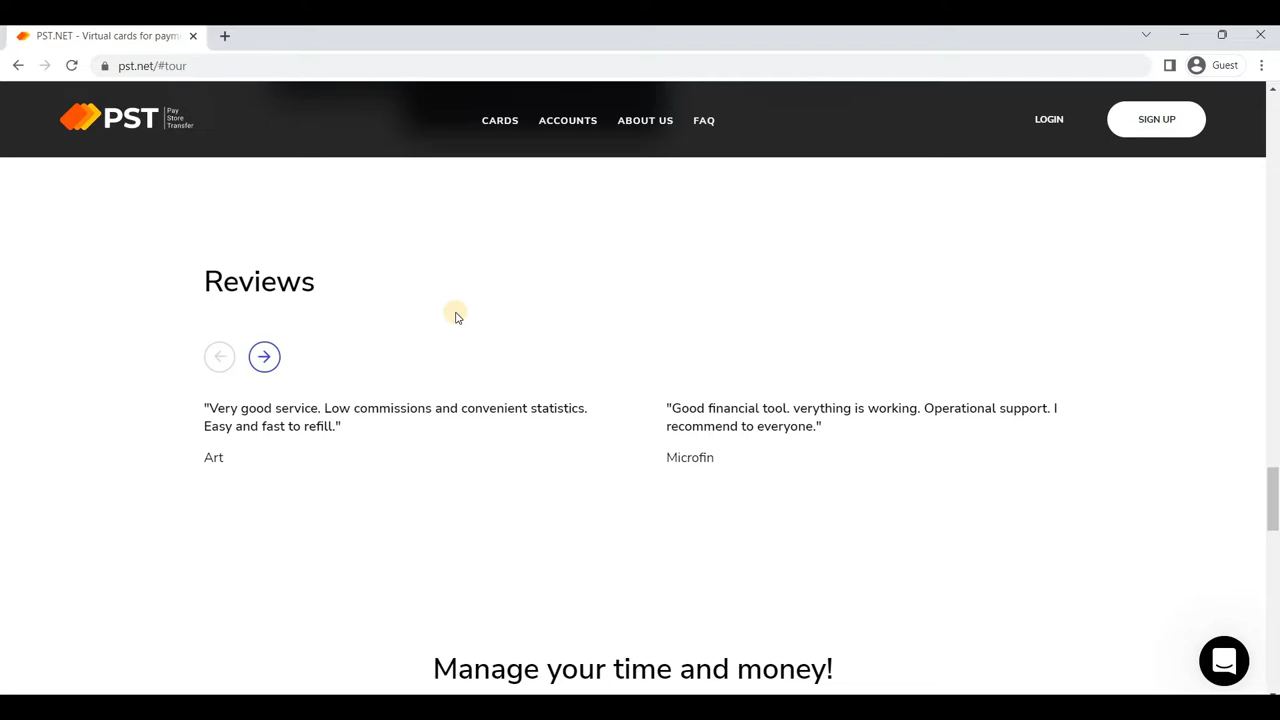 PST.NET - Virtual cards for payme
pst.net/#tour
Guest
PST
Pay
Store
Transfer
CARDS
ACCOUNTS
ABOUT US
FAQ
LOGIN
SIGN UP
Reviews
"Very good service. Low commissions and convenient statistics.
Easy and fast to refill."
Art
"Good financial tool. verything is working. Operational support. I
recommend to everyone."
Microfin
Manage your time and money!